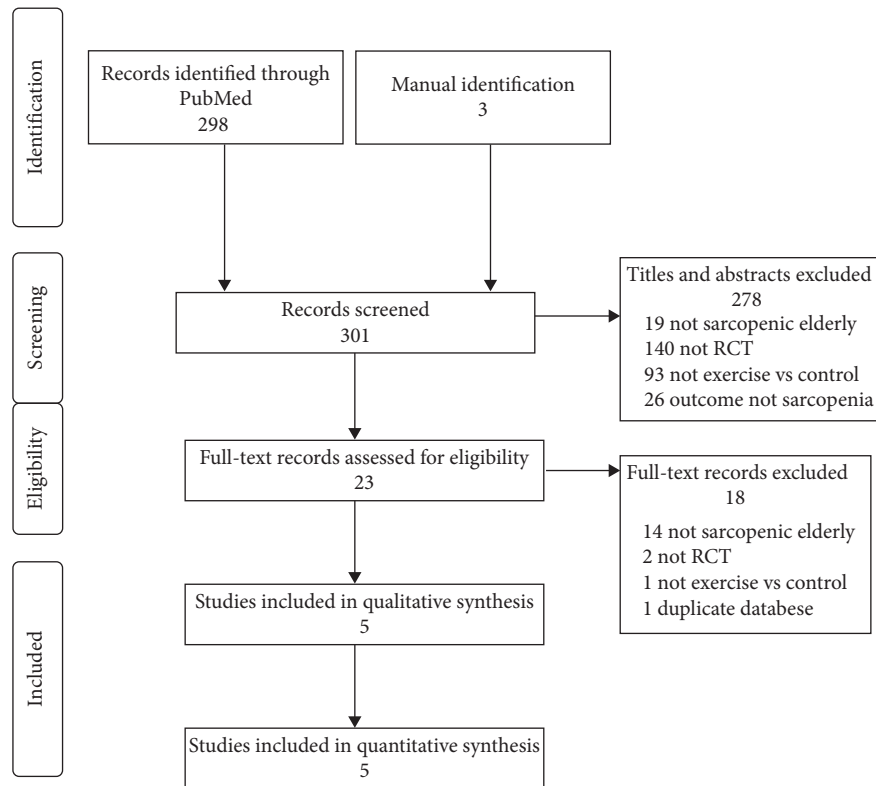 Identification
Records identified through
PubMed
298
Manual identification
3
Screening
Records screened
301
Titles and abstracts excluded
278
19 not sarcopenic elderly
140 not RCT
93 not exercise vs control
26 outcome not sarcopenia
Eligibility
Full-text records assessed for eligibility
23
Full-text records excluded
18
14 not sarcopenic elderly
2 not RCT
1 not exercise vs control
1 duplicate databese
Included
Studies included in qualitative synthesis
5
Studies included in quantitative synthesis
5